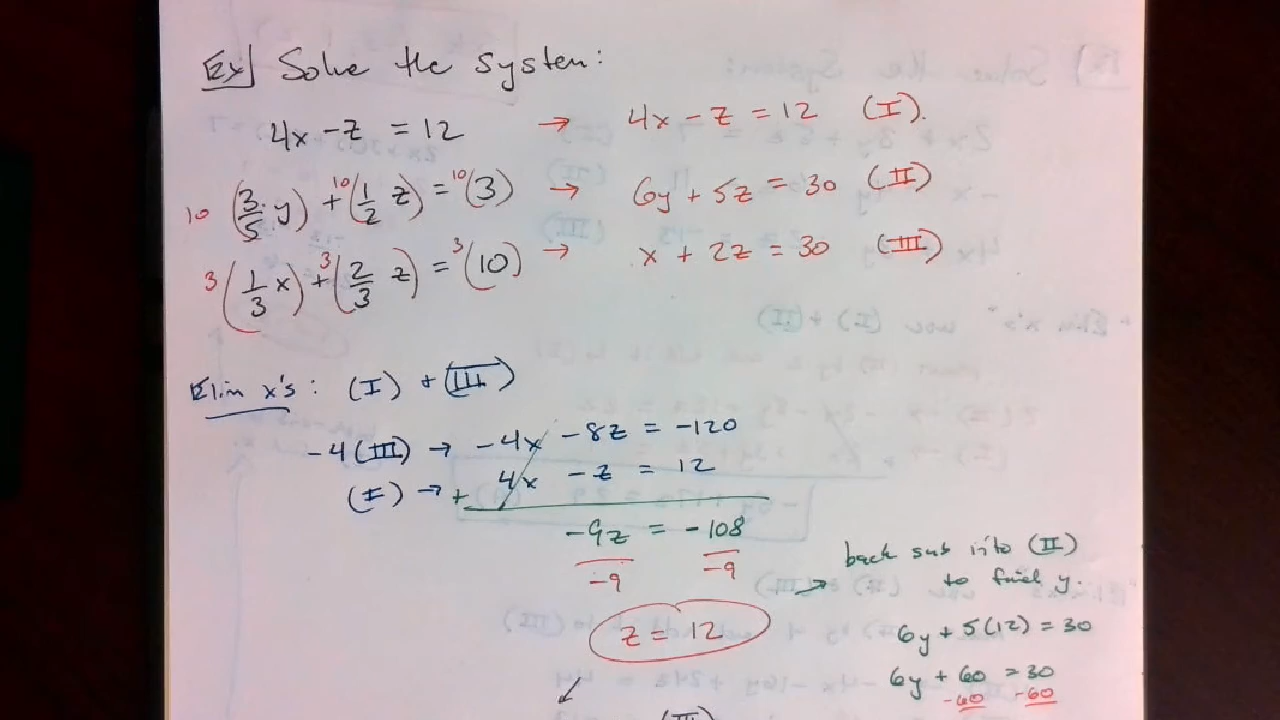 Ex] Solve the system:
4x - z = 12 → 4x - z = 12 (I).
10 (3/5 y) + 10(1/2 z) = 10(3) → 6y + 5z = 30 (II)
3 (1/3 x) + 3(2/3 z) = 3(10) → x + 2z = 30 (III)
Elim x's: (I) + (III)
-4(III) → -4x - 8z = -120
(I) → + 4x - z = 12
-9z = -108
-9 -9
z = 12
back sub into (II)
to find y.
6y + 5(12) = 30
6y + 60 = 30
-60 -60
(III)